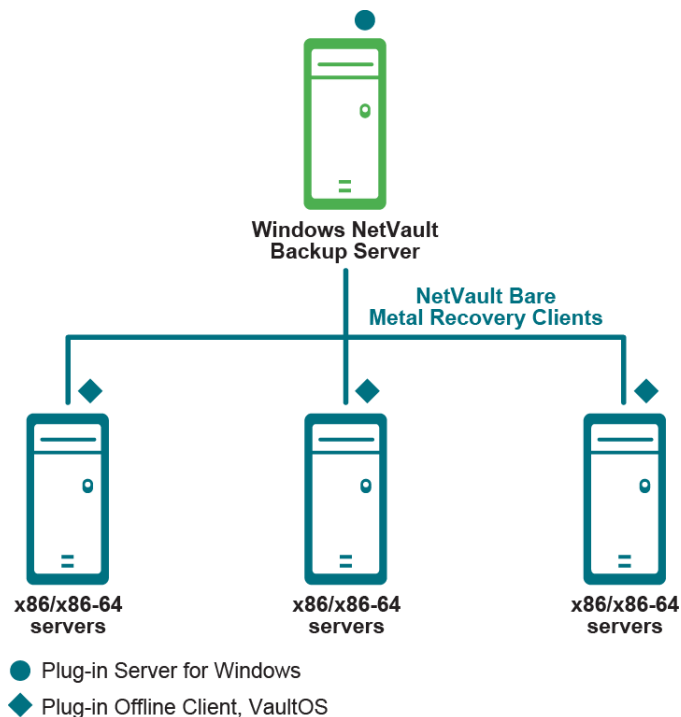 Windows NetVault
Backup Server
NetVault Bare
Metal Recovery Clients
x86/x86-64
servers
x86/x86-64
servers
x86/x86-64
servers
Plug-in Server for Windows
Plug-in Offline Client, VaultOS